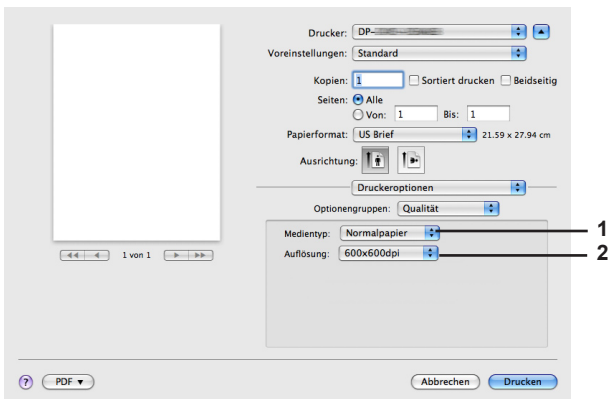 Drucker: DP-
Voreinstellungen: Standard
Kopien: 1 Sortiert drucken Beidseitig
Seiten: Alle
Von: 1 Bis: 1
Papierformat: US Brief 21.59 x 27.94 cm
Ausrichtung:
Druckeroptionen
Optionengruppen: Qualität
Medientyp: Normalpapier 1
Auflösung: 600x600dpi 2
1 von 1
? PDF Abbrechen Drucken